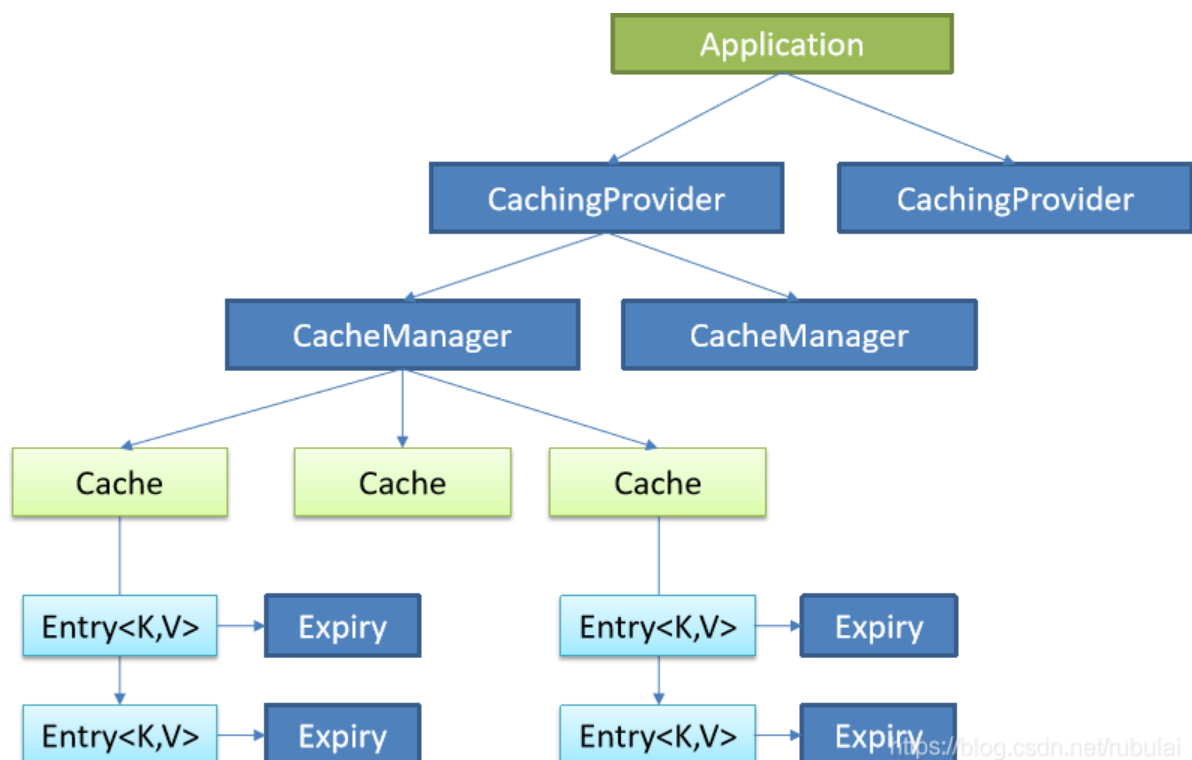 Application
CachingProvider
CachingProvider
CacheManager
CacheManager
Cache
Cache
Cache
Entry<K,V>
Expiry
Entry<K,V>
Expiry
Entry<K,V>
Expiry
Entry<K,V>
Expiry
https://blog.csdn.net/rubulai